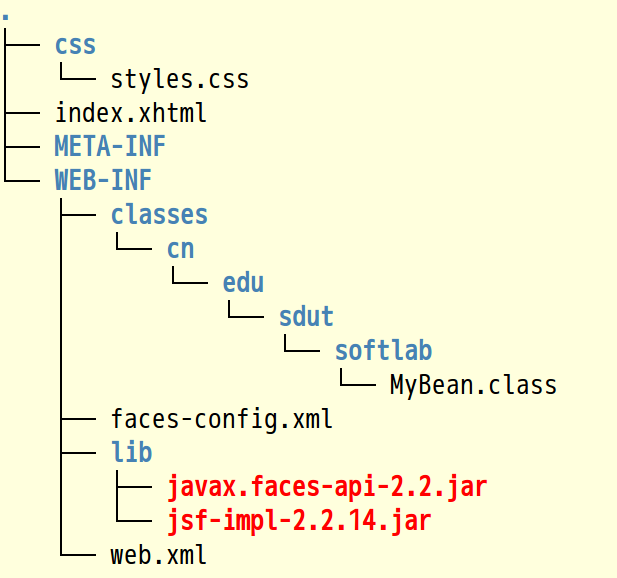 .
css
styles.css
index.xhtml
META-INF
WEB-INF
classes
cn
edu
sdut
softlab
MyBean.class
faces-config.xml
lib
javax.faces-api-2.2.jar
jsf-impl-2.2.14.jar
web.xml